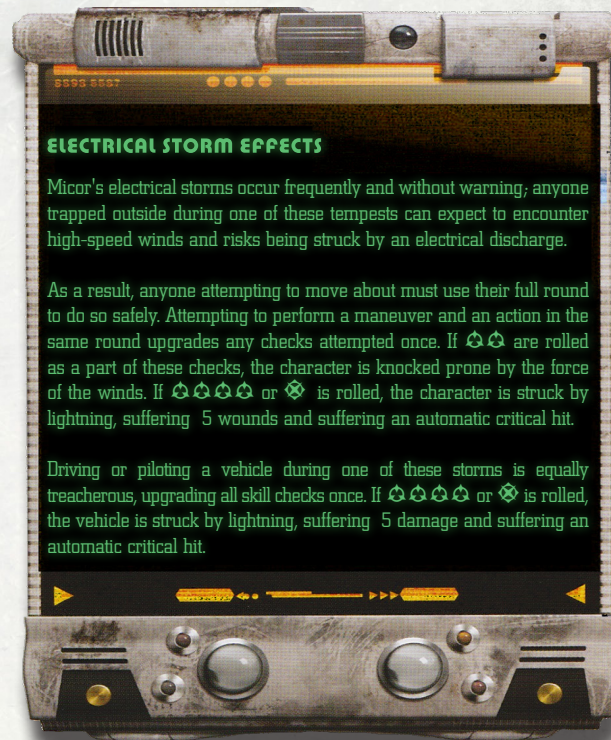 8893 8887
ELECTRICAL STORM EFFECTS
Micor's electrical storms occur frequently and without warning; anyone
trapped outside during one of these tempests can expect to encounter
high-speed winds and risks being struck by an electrical discharge.
As a result, anyone attempting to move about must use their full round
to do so safely. Attempting to perform a maneuver and an action in the
same round upgrades any checks attempted once. If are rolled
as a part of these checks, the character is knocked prone by the force
of the winds. If or is rolled, the character is struck by
lightning, suffering 5 wounds and suffering an automatic critical hit.
Driving or piloting a vehicle during one of these storms is equally
treacherous, upgrading all skill checks once. If or is rolled,
the vehicle is struck by lightning, suffering 5 damage and suffering an
automatic critical hit.